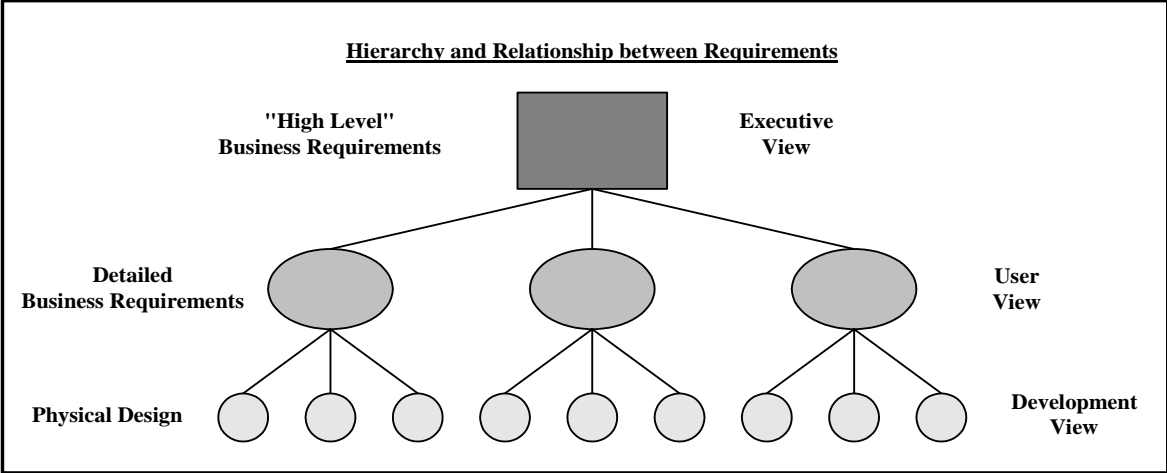 Hierarchy and Relationship between Requirements
"High Level"
Business Requirements
Executive
View
Detailed
Business Requirements
User
View
Physical Design
Development
View